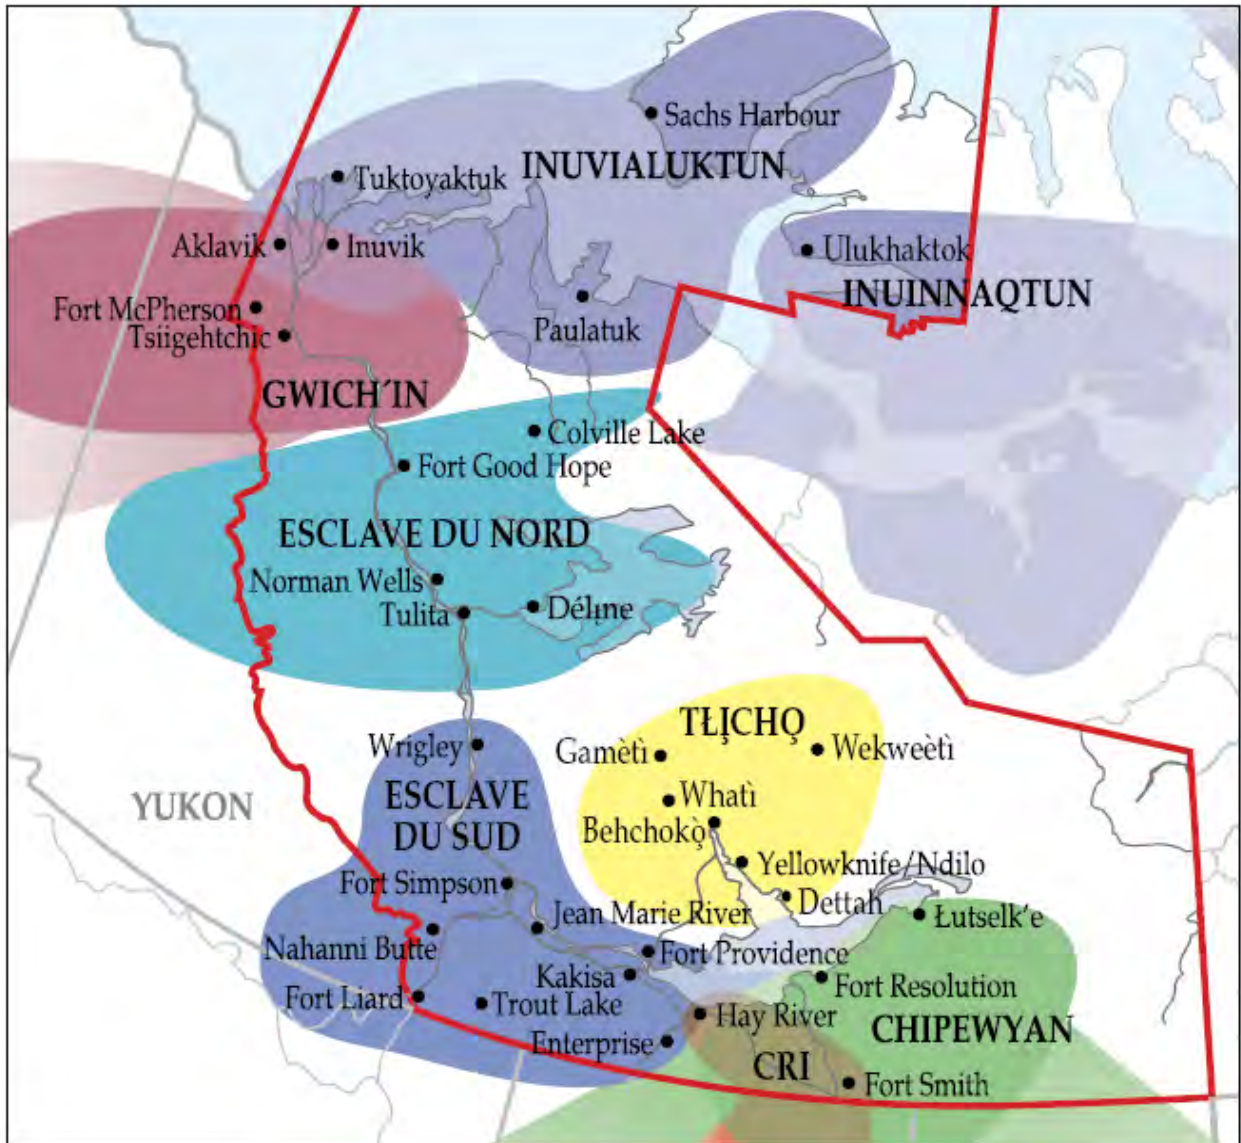 Sachs Harbour
INUVIALUKTUN
Tuktoyaktuk
Aklavik
Inuvik
Ulukhaktok
INUINNAQTUN
Fort McPherson
Tsiigehtchic
Paulatuk
GWICH´IN
Colville Lake
Fort Good Hope
ESCLAVE DU NORD
Norman Wells
Tulita
Délı̨ne
TŁĮCHǪ
Wrigley
Gamètì
Wekweètì
ESCLAVE
DU SUD
YUKON
Whatì
Behchokǫ̀
Yellowknife/Ndilo
Fort Simpson
Dettah
Jean Marie River
Łutselk'e
Nahanni Butte
Fort Providence
Kakisa
Fort Resolution
Fort Liard
Trout Lake
Hay River
CHIPEWYAN
Enterprise
CRI
Fort Smith